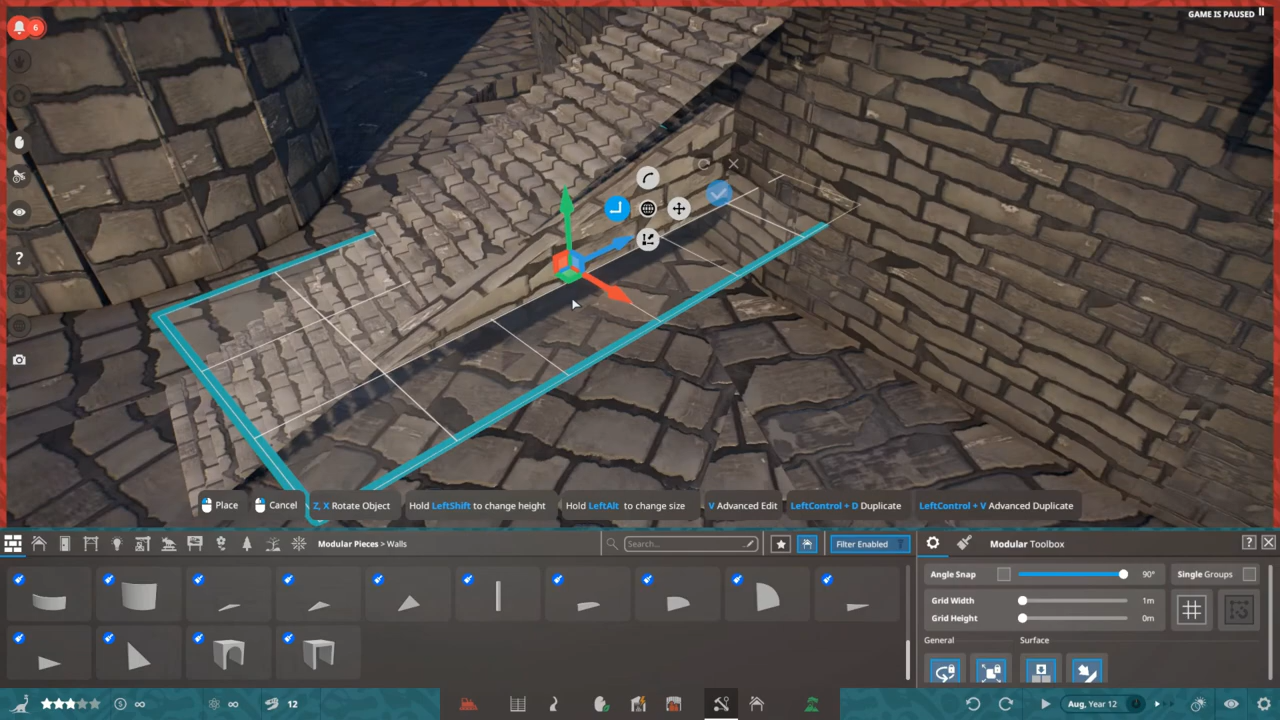 6
GAME IS PAUSED
?
Place
Cancel
Z, X Rotate Object
Hold LeftShift to change height
Hold LeftAlt to change size
V Advanced Edit
LeftControl + D Duplicate
LeftControl + V Advanced Duplicate
Modular Pieces > Walls
Search...
Filter Enabled
Modular Toolbox
?
Angle Snap
90°
Single Groups
Grid Width
1m
Grid Height
0m
General
Surface
∞
∞
12
Aug, Year 12